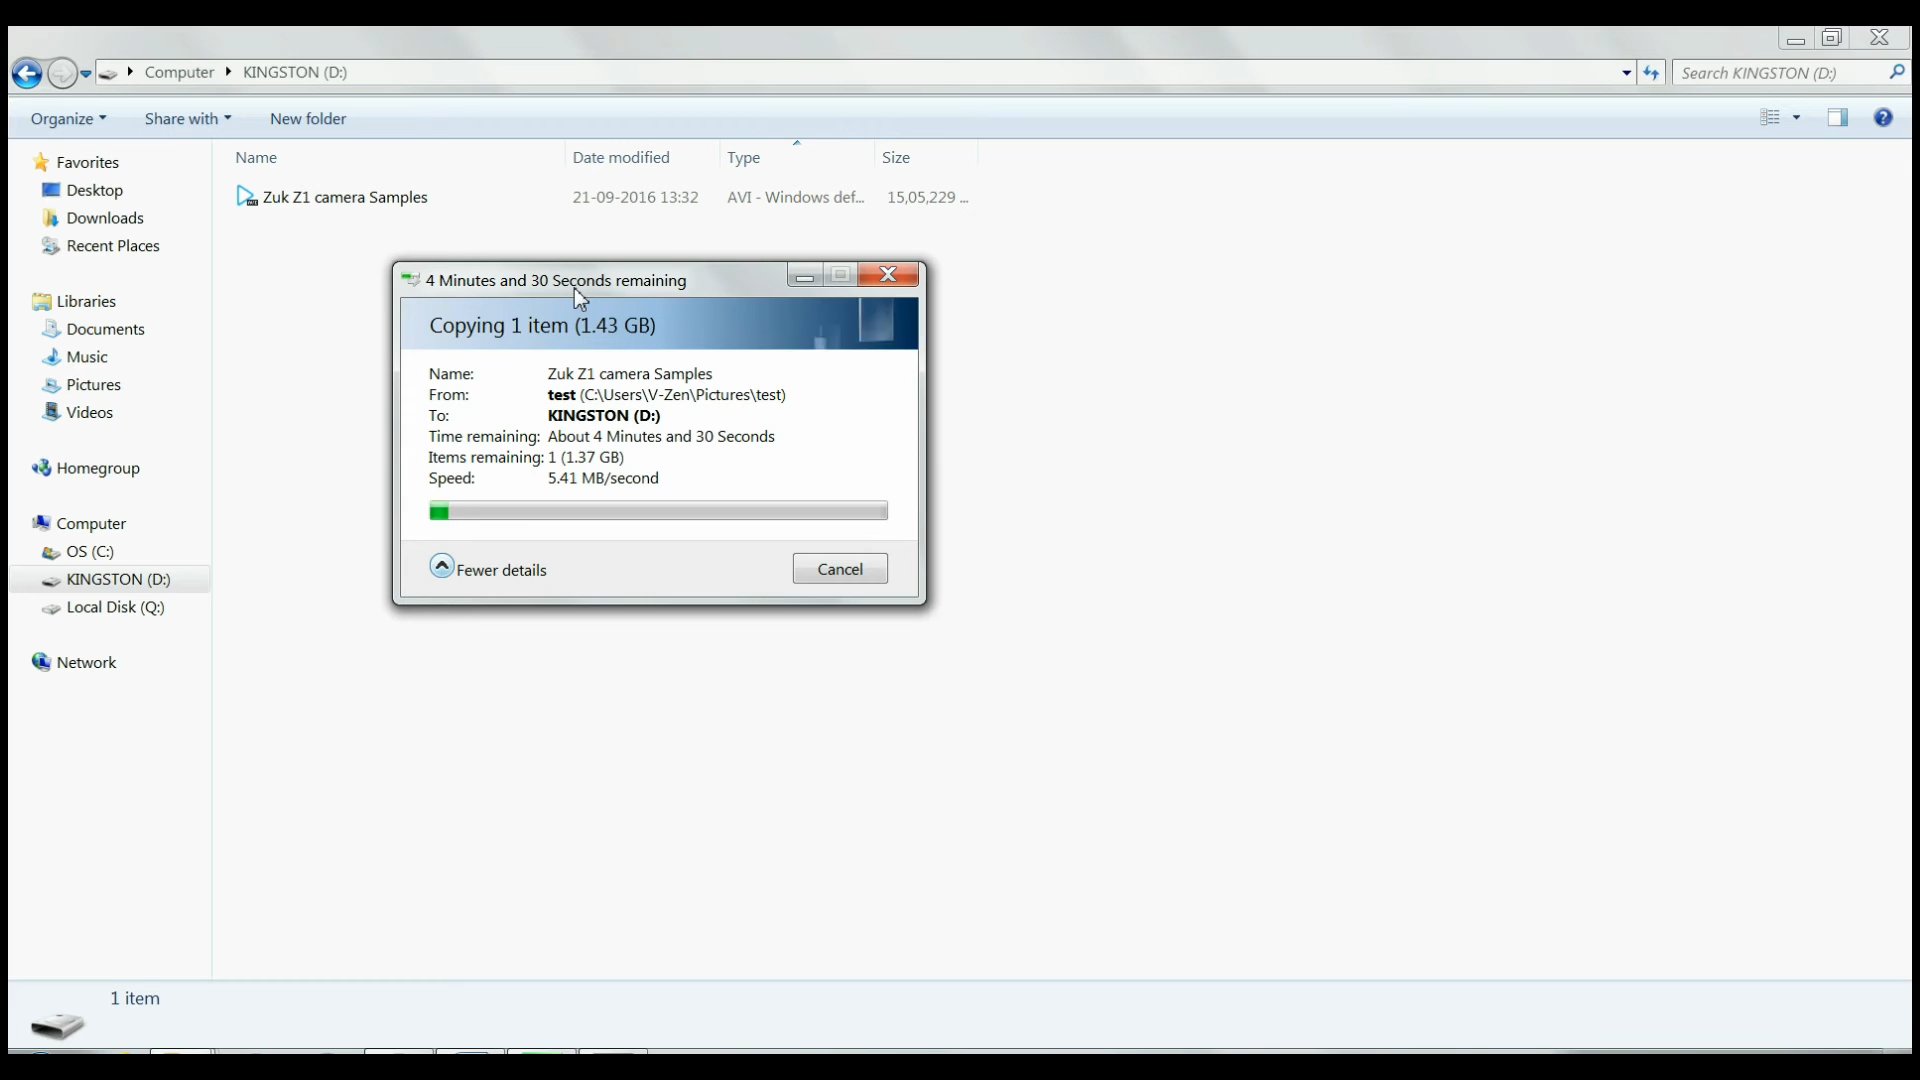 Computer KINGSTON (D:)
Search KINGSTON (D:)
Organize Share with New folder
Name Date modified Type Size
Zuk Z1 camera Samples 21-09-2016 13:32 AVI - Windows def... 15,05,229 ...
Favorites
Desktop
Downloads
Recent Places
Libraries
Documents
Music
Pictures
Videos
Homegroup
Computer
OS (C:)
KINGSTON (D:)
Local Disk (Q:)
Network
4 Minutes and 30 Seconds remaining
Copying 1 item (1.43 GB)
Name: Zuk Z1 camera Samples
From: test (C:\Users\V-Zen\Pictures\test)
To: KINGSTON (D:)
Time remaining: About 4 Minutes and 30 Seconds
Items remaining: 1 (1.37 GB)
Speed: 5.41 MB/second
Fewer details
Cancel
1 item